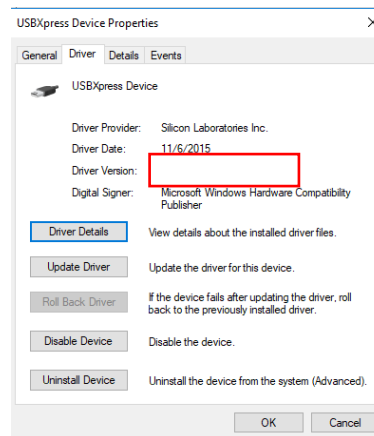 USBXpress Device Properties
General Driver Details Events
USBXpress Device
Driver Provider: Silicon Laboratories Inc.
Driver Date: 11/6/2015
Driver Version:
Digital Signer: Microsoft Windows Hardware Compatibility
Publisher
Driver Details View details about the installed driver files.
Update Driver Update the driver for this device.
Roll Back Driver If the device fails after updating the driver, roll
back to the previously installed driver.
Disable Device Disable the device.
Uninstall Device Uninstall the device from the system (Advanced).
OK Cancel